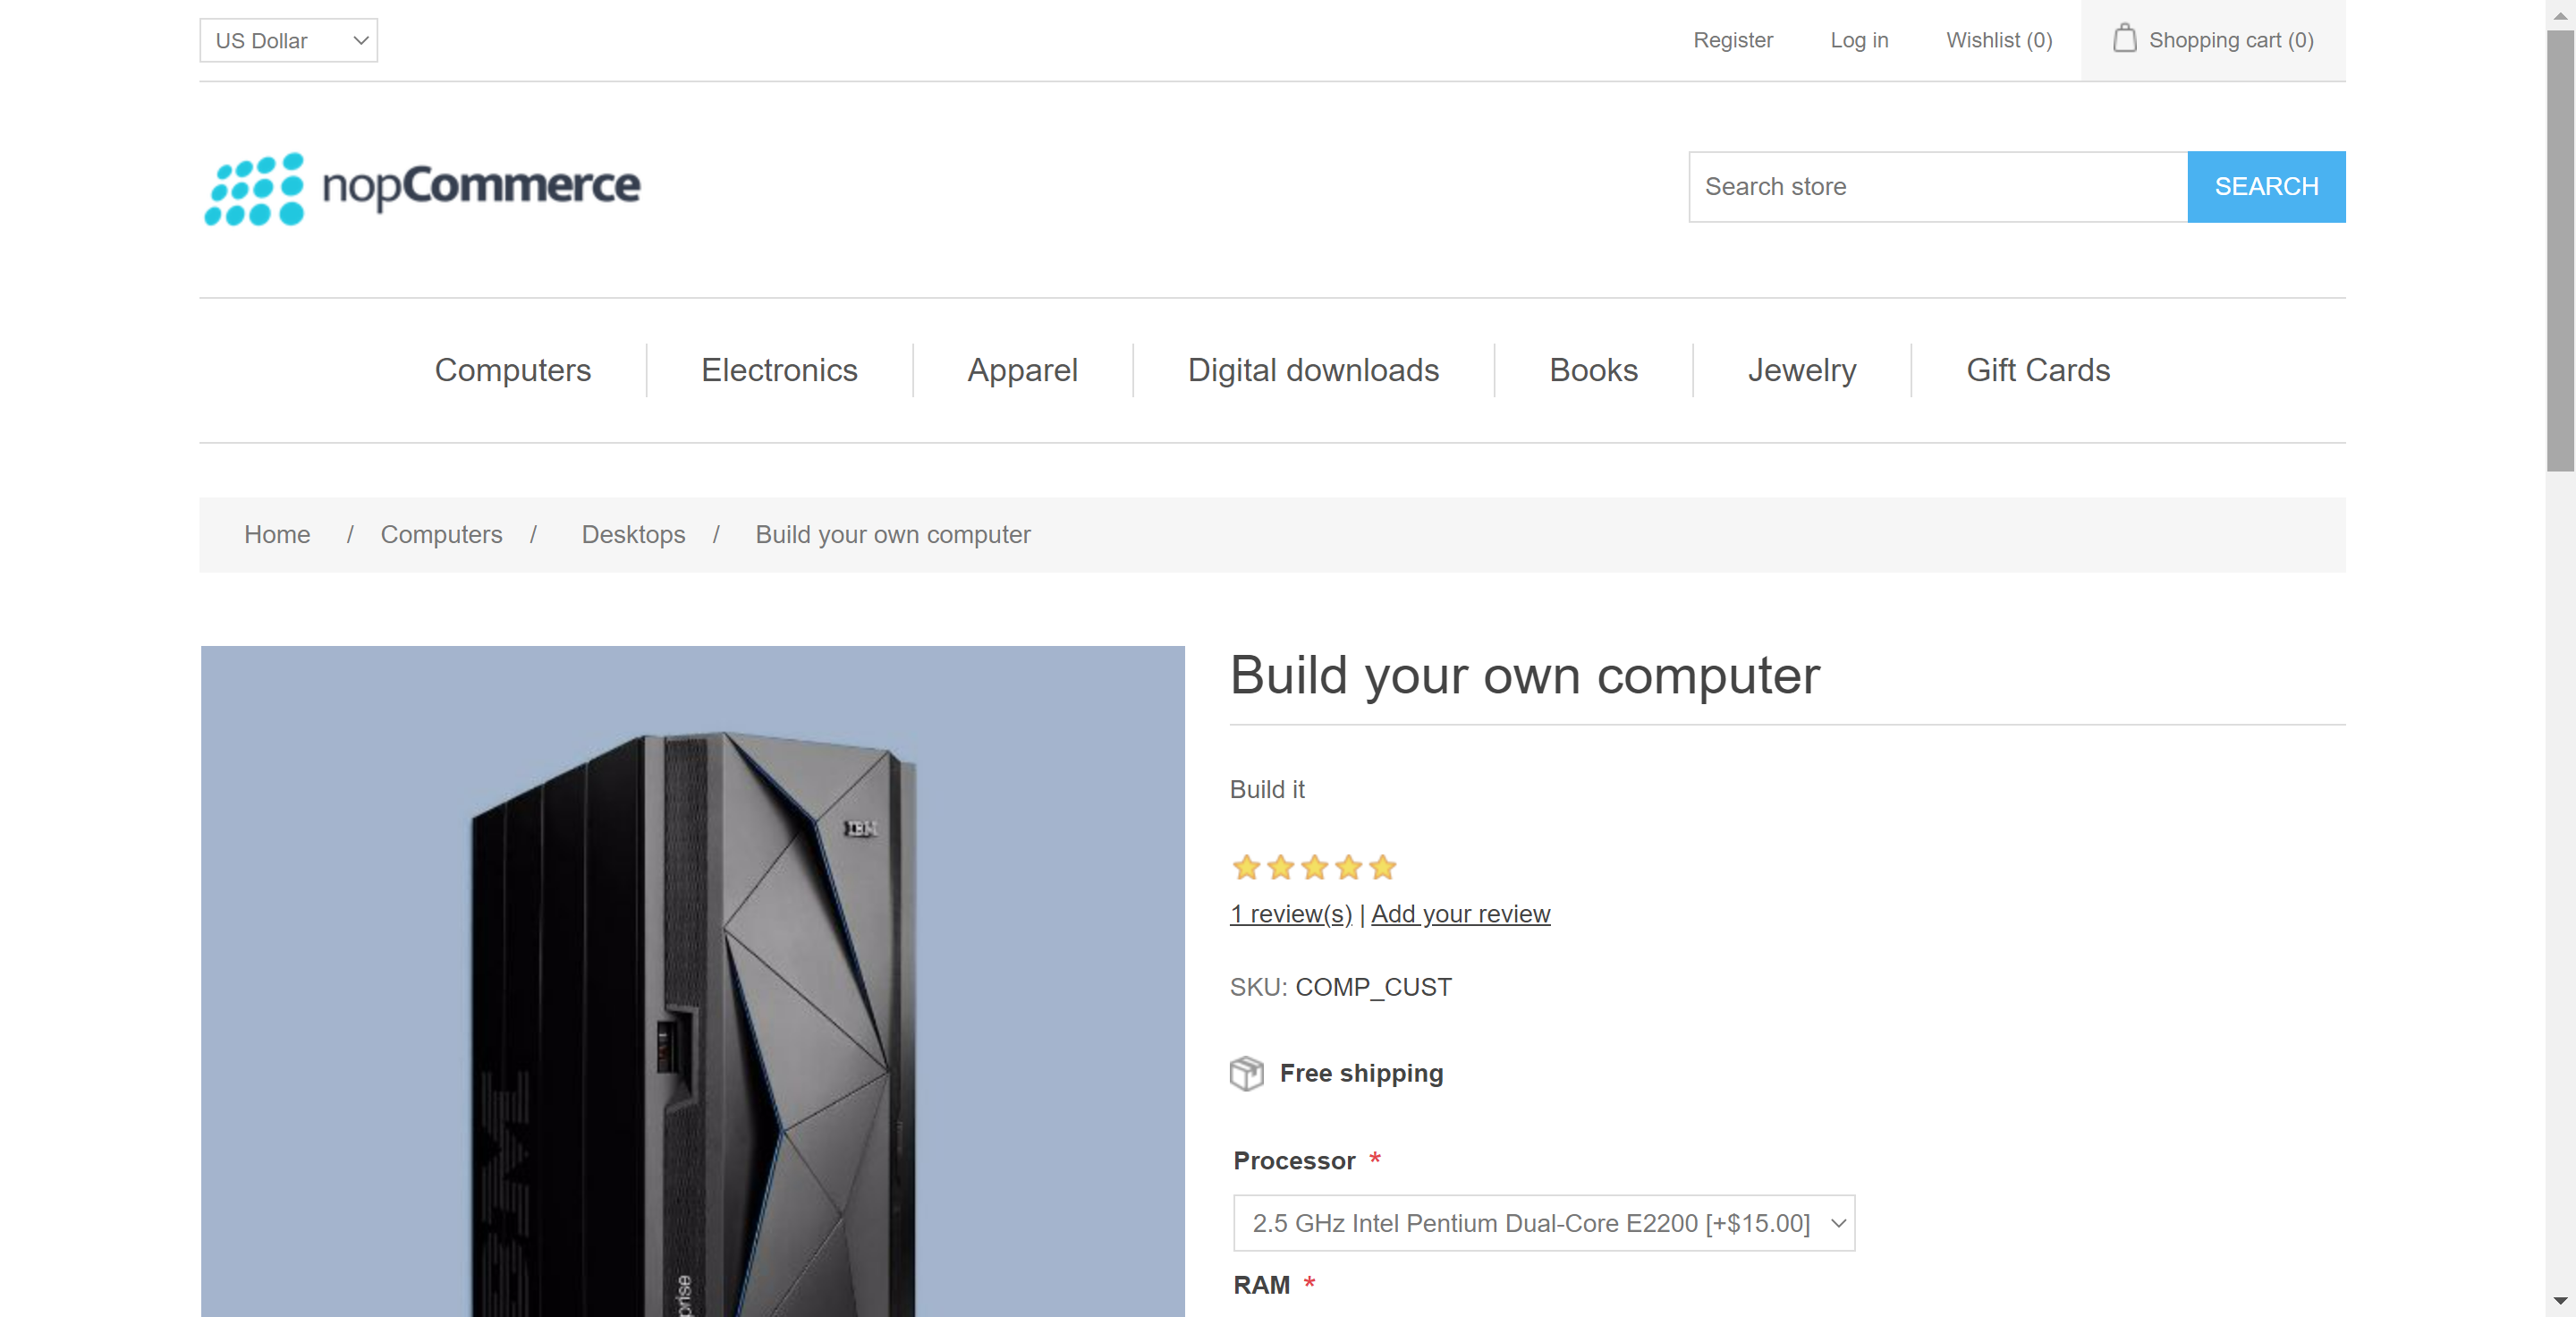 US Dollar
Register Log in Wishlist (0) Shopping cart (0)
nopCommerce
Search store SEARCH
Computers Electronics Apparel Digital downloads Books Jewelry Gift Cards
Home / Computers / Desktops / Build your own computer
Build your own computer
Build it
IBM
1 review(s) | Add your review
SKU: COMP_CUST
Free shipping
Processor *
2.5 GHz Intel Pentium Dual-Core E2200 [+$15.00]
RAM *
prise